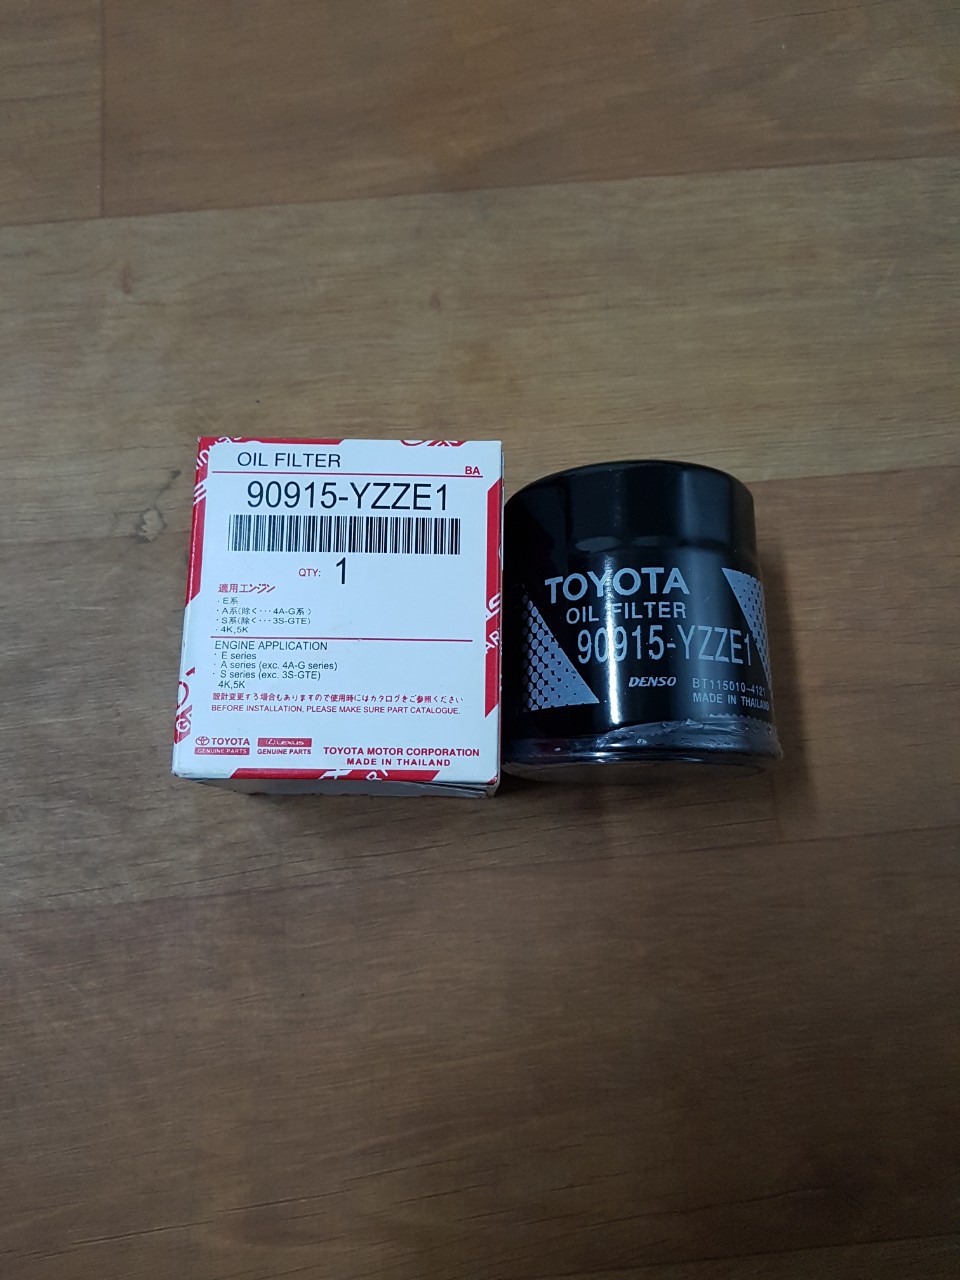 OIL FILTER
BA
90915-YZZE1
QTY: 1
適用エンジン
・E系
・A系(除く・・・4A-G系)
・S系(除く・・・3S-GTE)
・4K,5K
ENGINE APPLICATION
・E series
・A series (exc. 4A-G series)
・S series (exc. 3S-GTE)
4K,5K
設計変更する場合もありますので使用時にはカタログをご参照ください
BEFORE INSTALLATION, PLEASE MAKE SURE PART CATALOGUE.
TOYOTA
GENUINE PARTS
LEXUS
GENUINE PARTS
TOYOTA MOTOR CORPORATION
MADE IN THAILAND
TOYOTA
OIL FILTER
90915-YZZE1
DENSO
BT115010-4121
MADE IN THAILAND